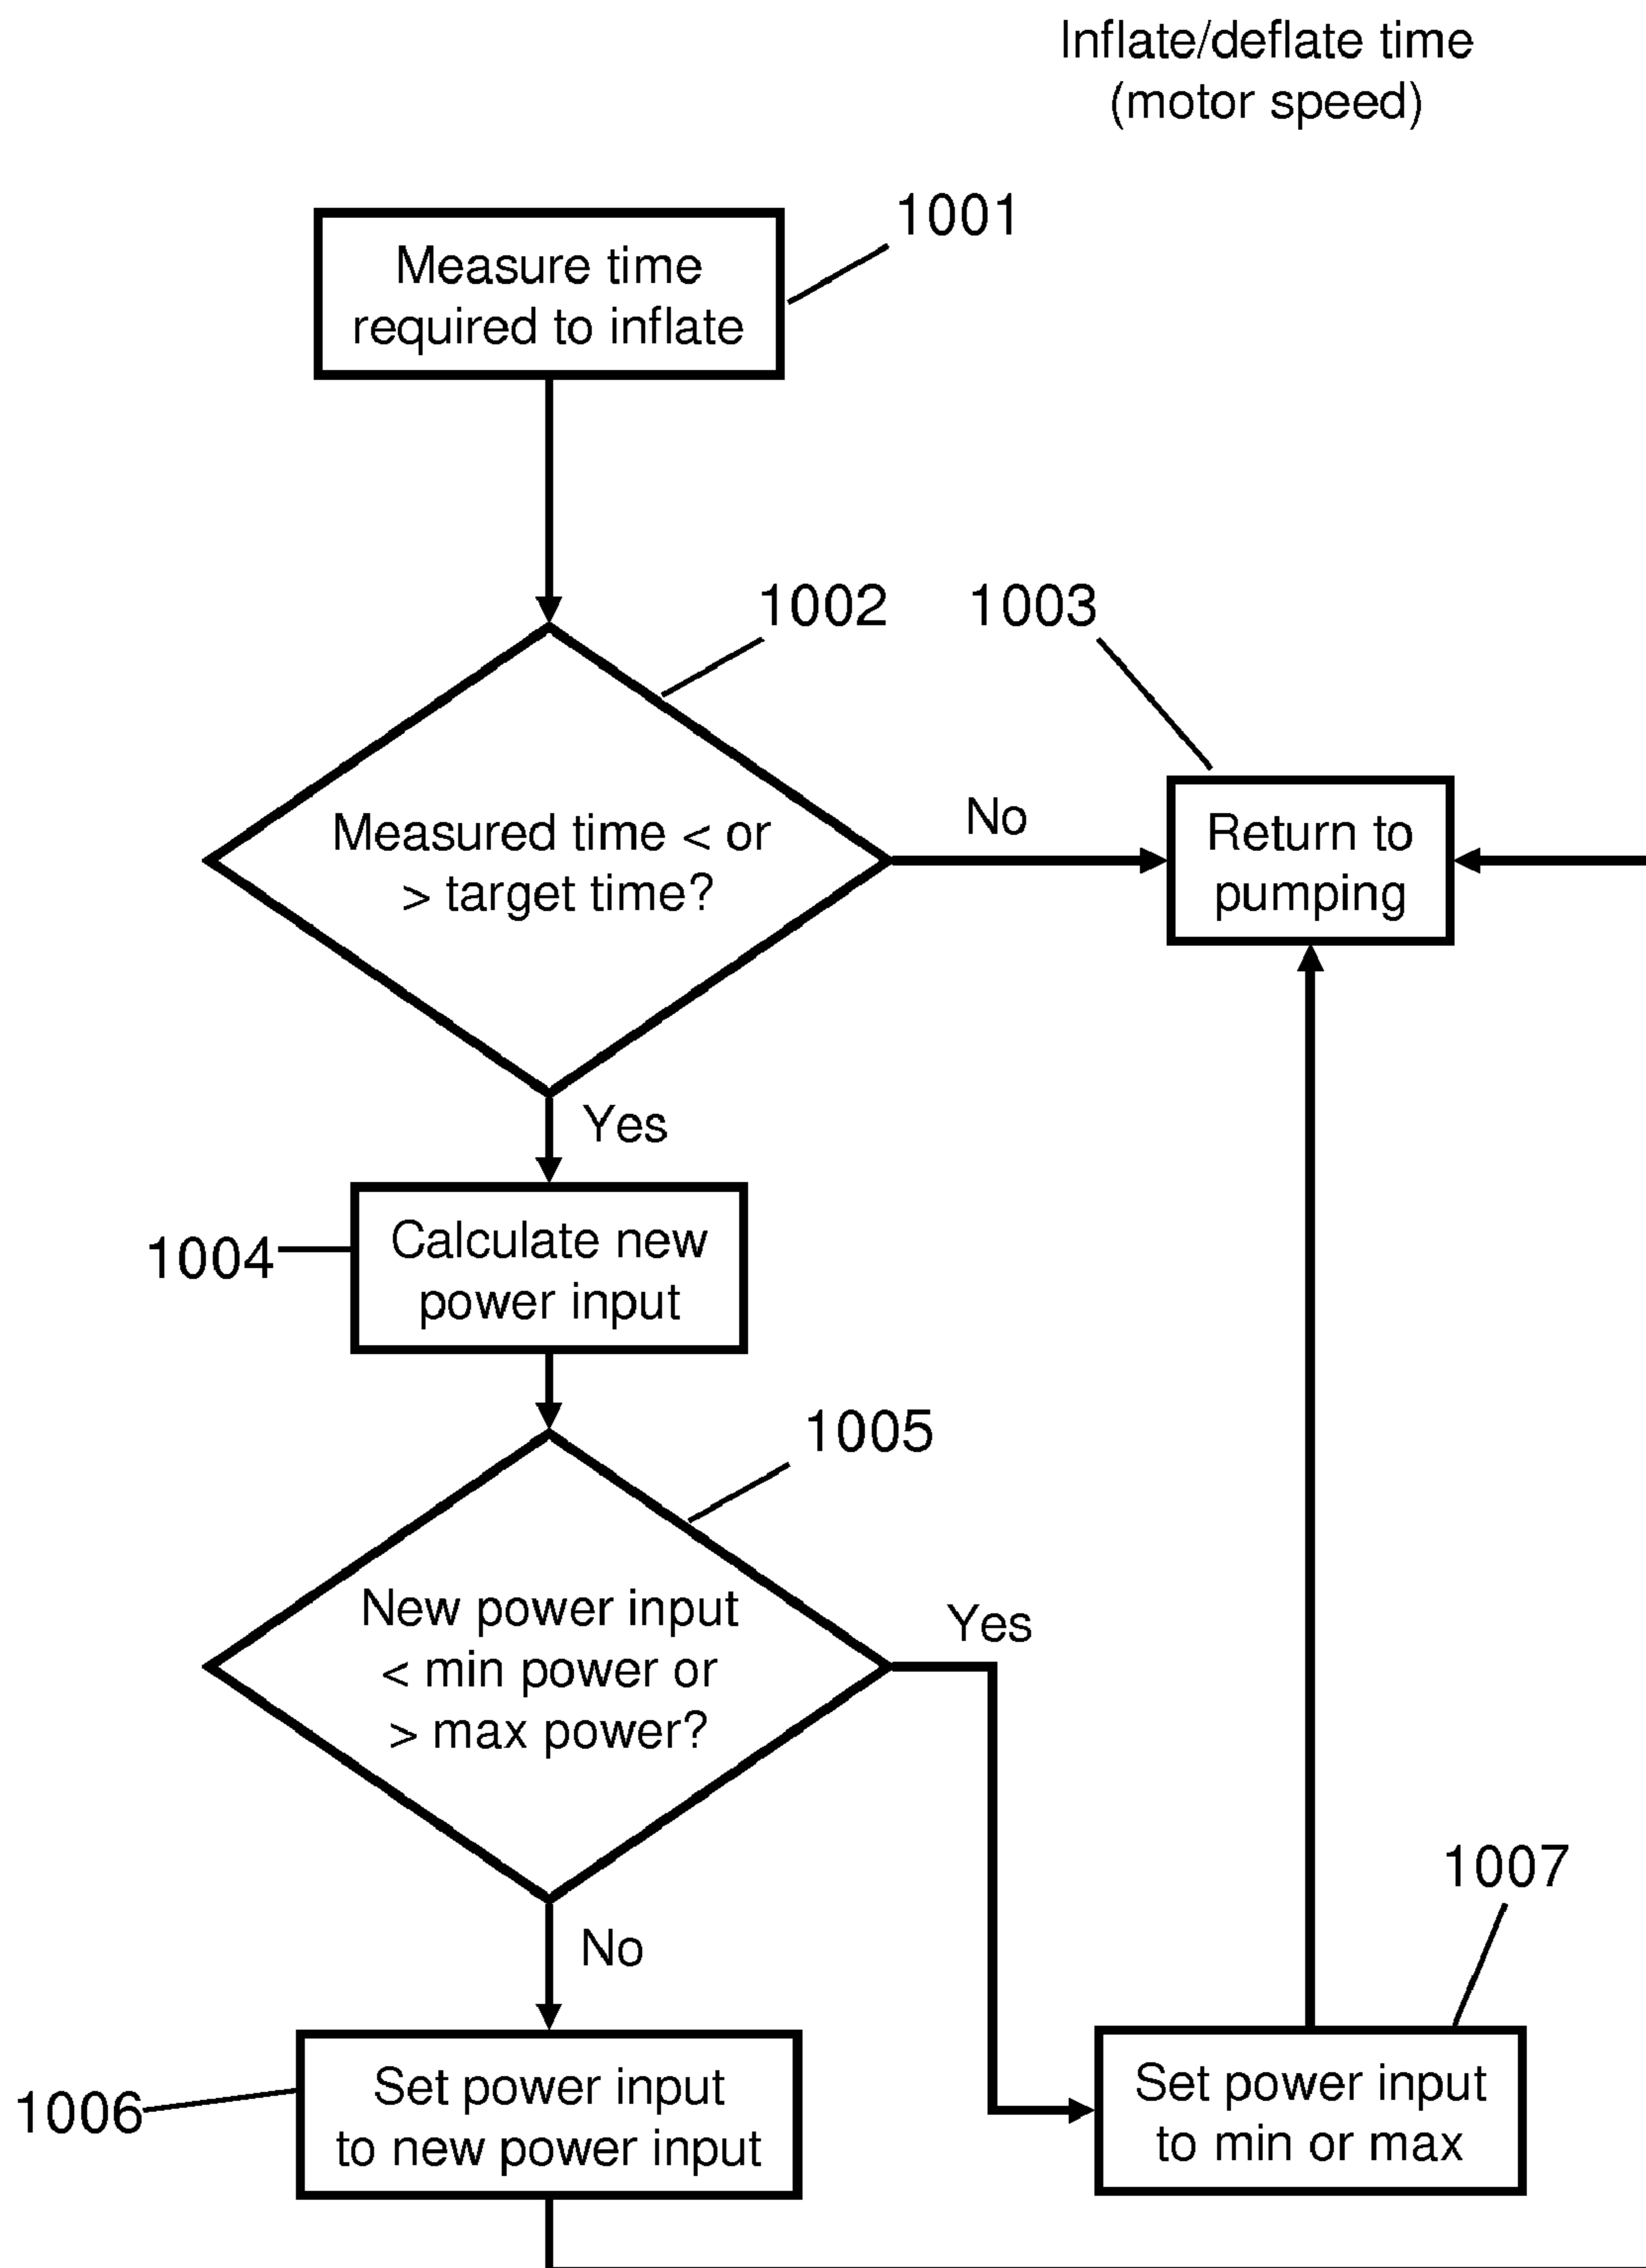 Inflate/deflate time
(motor speed)
1001
Measure time
required to inflate
1002
1003
Measured time < or
> target time?
No
Return to
pumping
Yes
1004
Calculate new
power input
1005
New power input
< min power or
> max power?
Yes
No
1007
1006
Set power input
to new power input
Set power input
to min or max